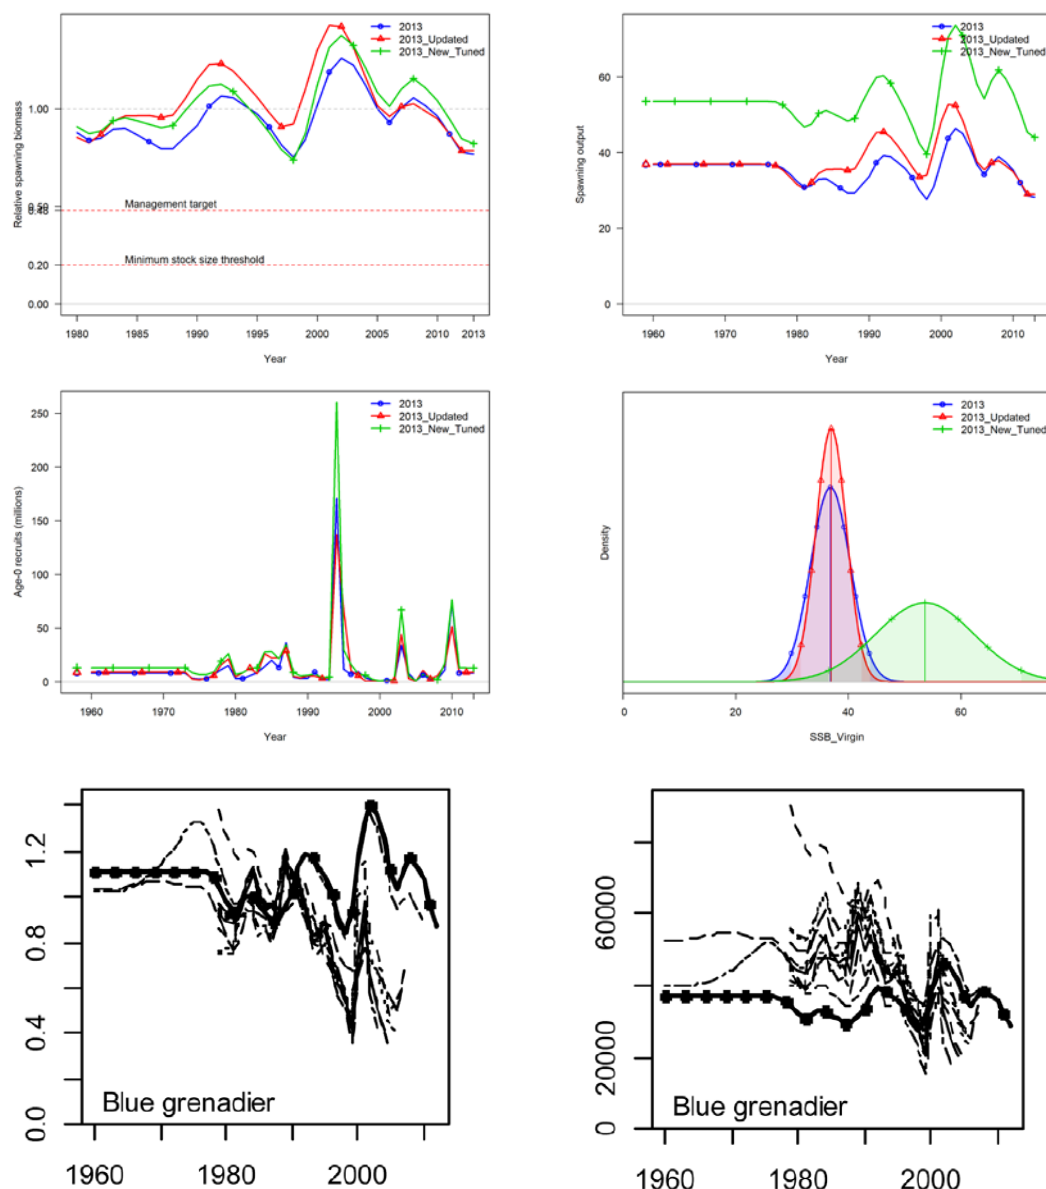 2013
2013_Updated
2013_New_Tuned
Relative spawning biomass
1.00
0.50
0.20
0.00
Management target
Minimum stock size threshold
1980 1985 1990 1995 2000 2005 2010 2013
Year
2013
2013_Updated
2013_New_Tuned
Spawning output
60
40
20
0
1960 1970 1980 1990 2000 2010
Year
2013
2013_Updated
2013_New_Tuned
Age-0 recruits (millions)
250
200
150
100
50
0
1960 1970 1980 1990 2000 2010
Year
2013
2013_Updated
2013_New_Tuned
Density
0 20 40 60
SSB_Virgin
1.2
0.8
0.4
0.0
Blue grenadier
1960 1980 2000
60000
20000
0
Blue grenadier
1960 1980 2000